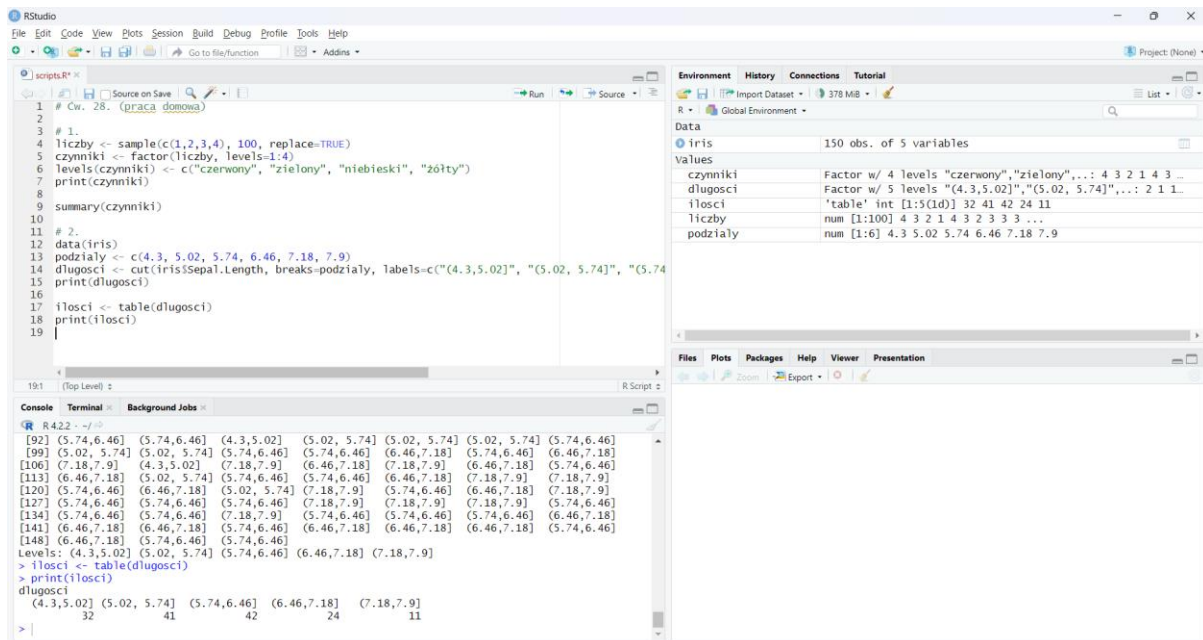 RStudio
File Edit Code View Plots Session Build Debug Profile Tools Help
Go to file/function Addins Project: (None)
scripts.R*
Source on Save Run Source
1 # Ćw. 28. (praca domowa)
2
3 # 1.
4 liczby <- sample(c(1,2,3,4), 100, replace=TRUE)
5 czynniki <- factor(liczby, levels=1:4)
6 levels(czynniki) <- c("czerwony", "zielony", "niebieski", "żółty")
7 print(czynniki)
8
9 summary(czynniki)
10
11 # 2.
12 data(iris)
13 podzialy <- c(4.3, 5.02, 5.74, 6.46, 7.18, 7.9)
14 dlugosci <- cut(iris$Sepal.Length, breaks=podzialy, labels=c("(4.3,5.02]", "(5.02, 5.74]", "(5.74
15 print(dlugosci)
16
17 ilosci <- table(dlugosci)
18 print(ilosci)
19
19:1 (Top Level) R Script
Console Terminal Background Jobs
R 4.2.2 · ~/
[92] (5.74,6.46] (5.74,6.46] (4.3,5.02] (5.02, 5.74] (5.02, 5.74] (5.02, 5.74] (5.74,6.46]
[99] (5.02, 5.74] (5.02, 5.74] (5.74,6.46] (5.74,6.46] (6.46,7.18] (5.74,6.46] (6.46,7.18]
[106] (7.18,7.9] (4.3,5.02] (7.18,7.9] (6.46,7.18] (7.18,7.9] (6.46,7.18] (5.74,6.46]
[113] (6.46,7.18] (5.02, 5.74] (5.74,6.46] (5.74,6.46] (6.46,7.18] (7.18,7.9] (7.18,7.9]
[120] (5.74,6.46] (6.46,7.18] (5.02, 5.74] (7.18,7.9] (5.74,6.46] (6.46,7.18] (7.18,7.9]
[127] (5.74,6.46] (5.74,6.46] (5.74,6.46] (7.18,7.9] (7.18,7.9] (7.18,7.9] (5.74,6.46]
[134] (5.74,6.46] (5.74,6.46] (7.18,7.9] (5.74,6.46] (5.74,6.46] (5.74,6.46] (6.46,7.18]
[141] (6.46,7.18] (6.46,7.18] (5.74,6.46] (6.46,7.18] (6.46,7.18] (6.46,7.18] (5.74,6.46]
[148] (6.46,7.18] (5.74,6.46] (5.74,6.46]
Levels: (4.3,5.02] (5.02, 5.74] (5.74,6.46] (6.46,7.18] (7.18,7.9]
> ilosci <- table(dlugosci)
> print(ilosci)
dlugosci
(4.3,5.02] (5.02, 5.74] (5.74,6.46] (6.46,7.18] (7.18,7.9]
32 41 42 24 11
>
Environment History Connections Tutorial
Import Dataset 378 MiB List
R Global Environment
Data
iris 150 obs. of 5 variables
Values
czynniki Factor w/ 4 levels "czerwony","zielony",..: 4 3 2 1 4 3 …
dlugosci Factor w/ 5 levels "(4.3,5.02]","(5.02, 5.74]",..: 2 1 1…
ilosci 'table' int [1:5(1d)] 32 41 42 24 11
liczby num [1:100] 4 3 2 1 4 3 2 3 3 3 ...
podzialy num [1:6] 4.3 5.02 5.74 6.46 7.18 7.9
Files Plots Packages Help Viewer Presentation
Zoom Export